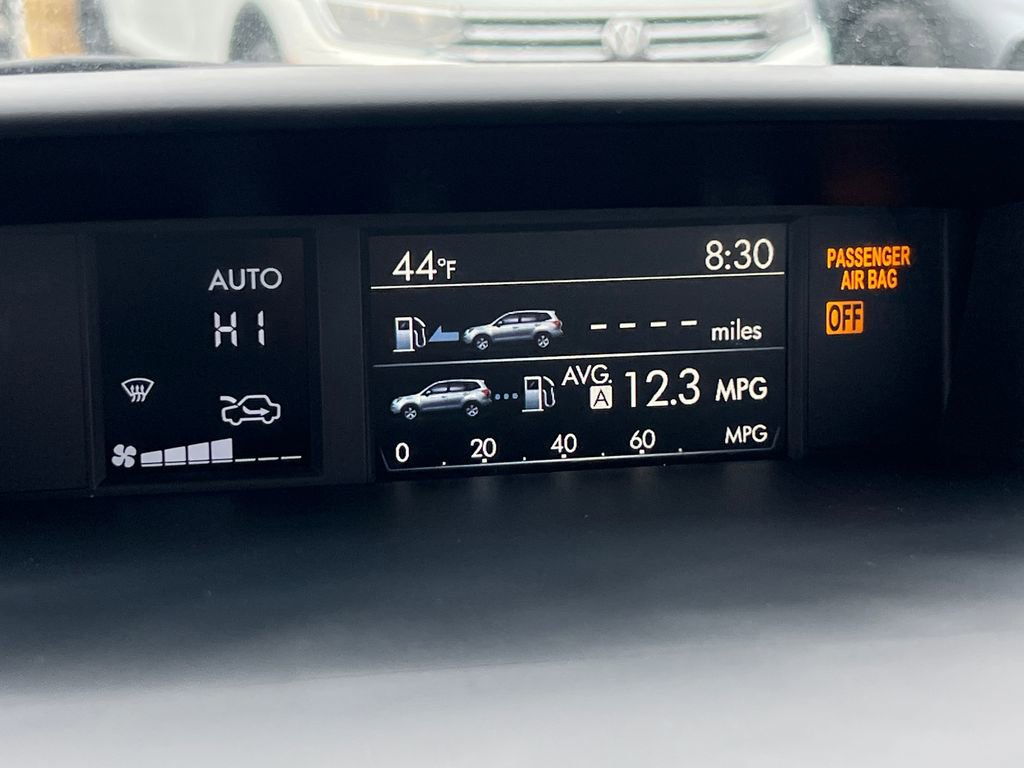 AUTO
HI
44°F 8:30
---- miles
AVG. A 12.3 MPG
0 20 40 60 MPG
PASSENGER
AIR BAG
OFF